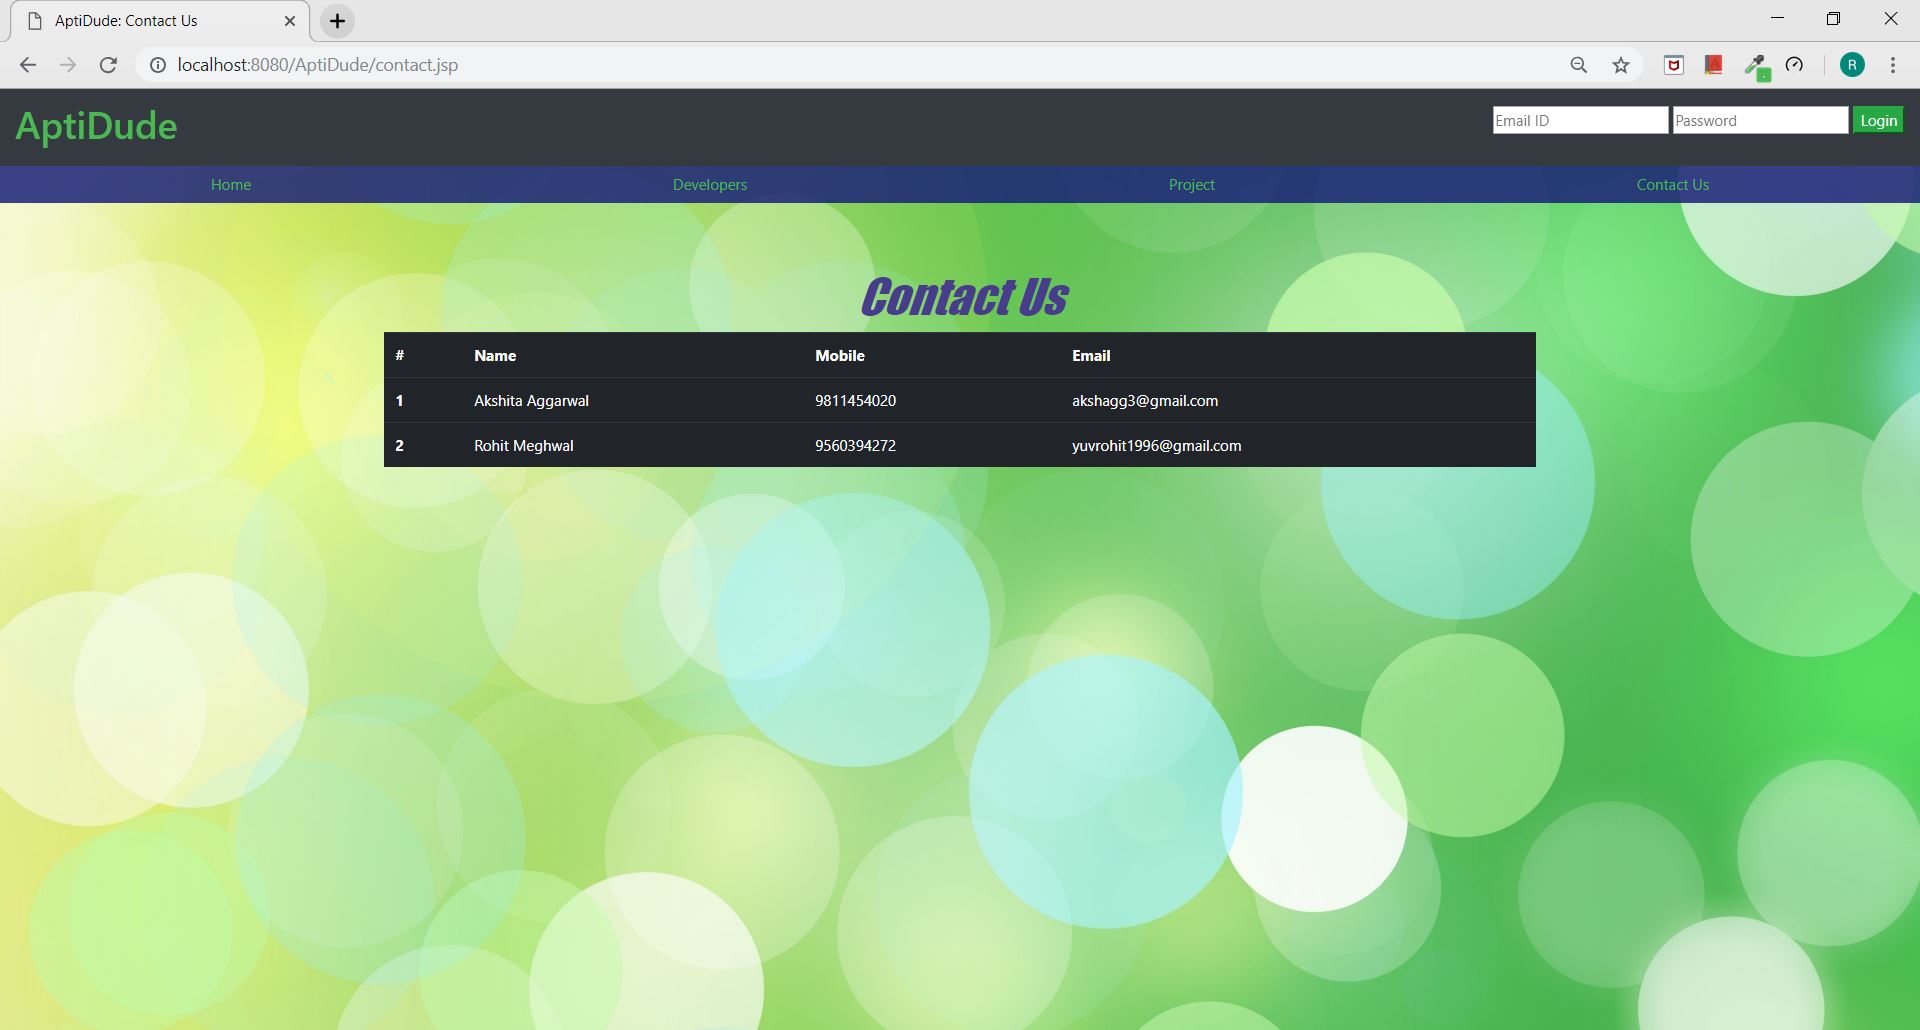 AptiDude: Contact Us
localhost:8080/AptiDude/contact.jsp
R
AptiDude
Email ID Password Login
Home Developers Project Contact Us
Contact Us
# Name Mobile Email
1 Akshita Aggarwal 9811454020 akshagg3@gmail.com
2 Rohit Meghwal 9560394272 yuvrohit1996@gmail.com